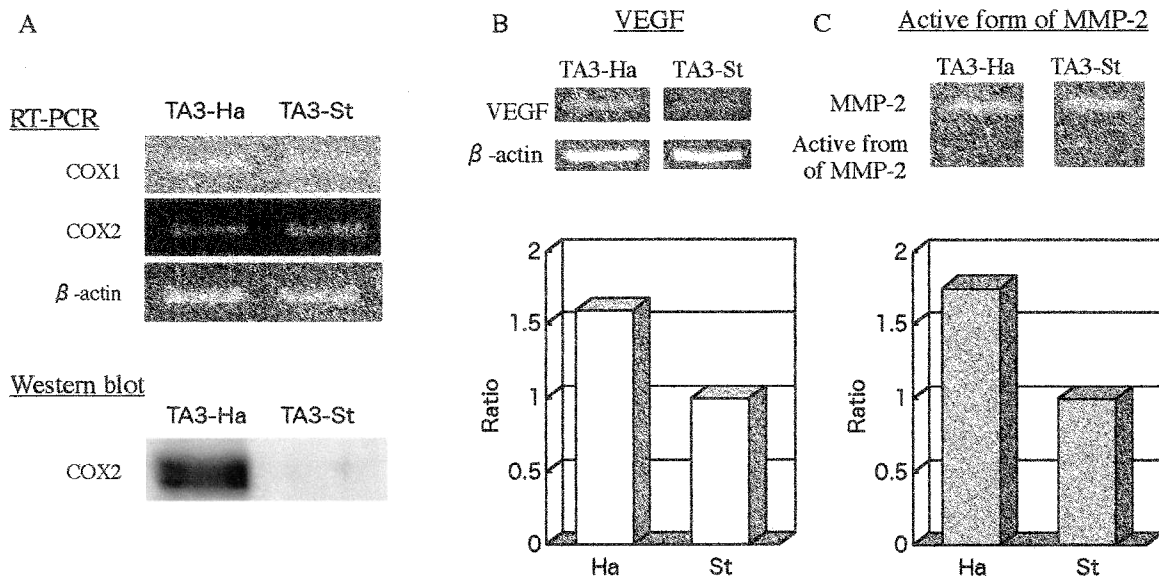 A
RT-PCR
TA3-Ha TA3-St
COX1
COX2
β-actin
Western blot
TA3-Ha TA3-St
COX2
B
VEGF
TA3-Ha TA3-St
VEGF
β-actin
2
1.5
1
0.5
0
Ratio
Ha St
C
Active form of MMP-2
TA3-Ha TA3-St
MMP-2
Active from
of MMP-2
2
1.5
1
0.5
0
Ratio
Ha St